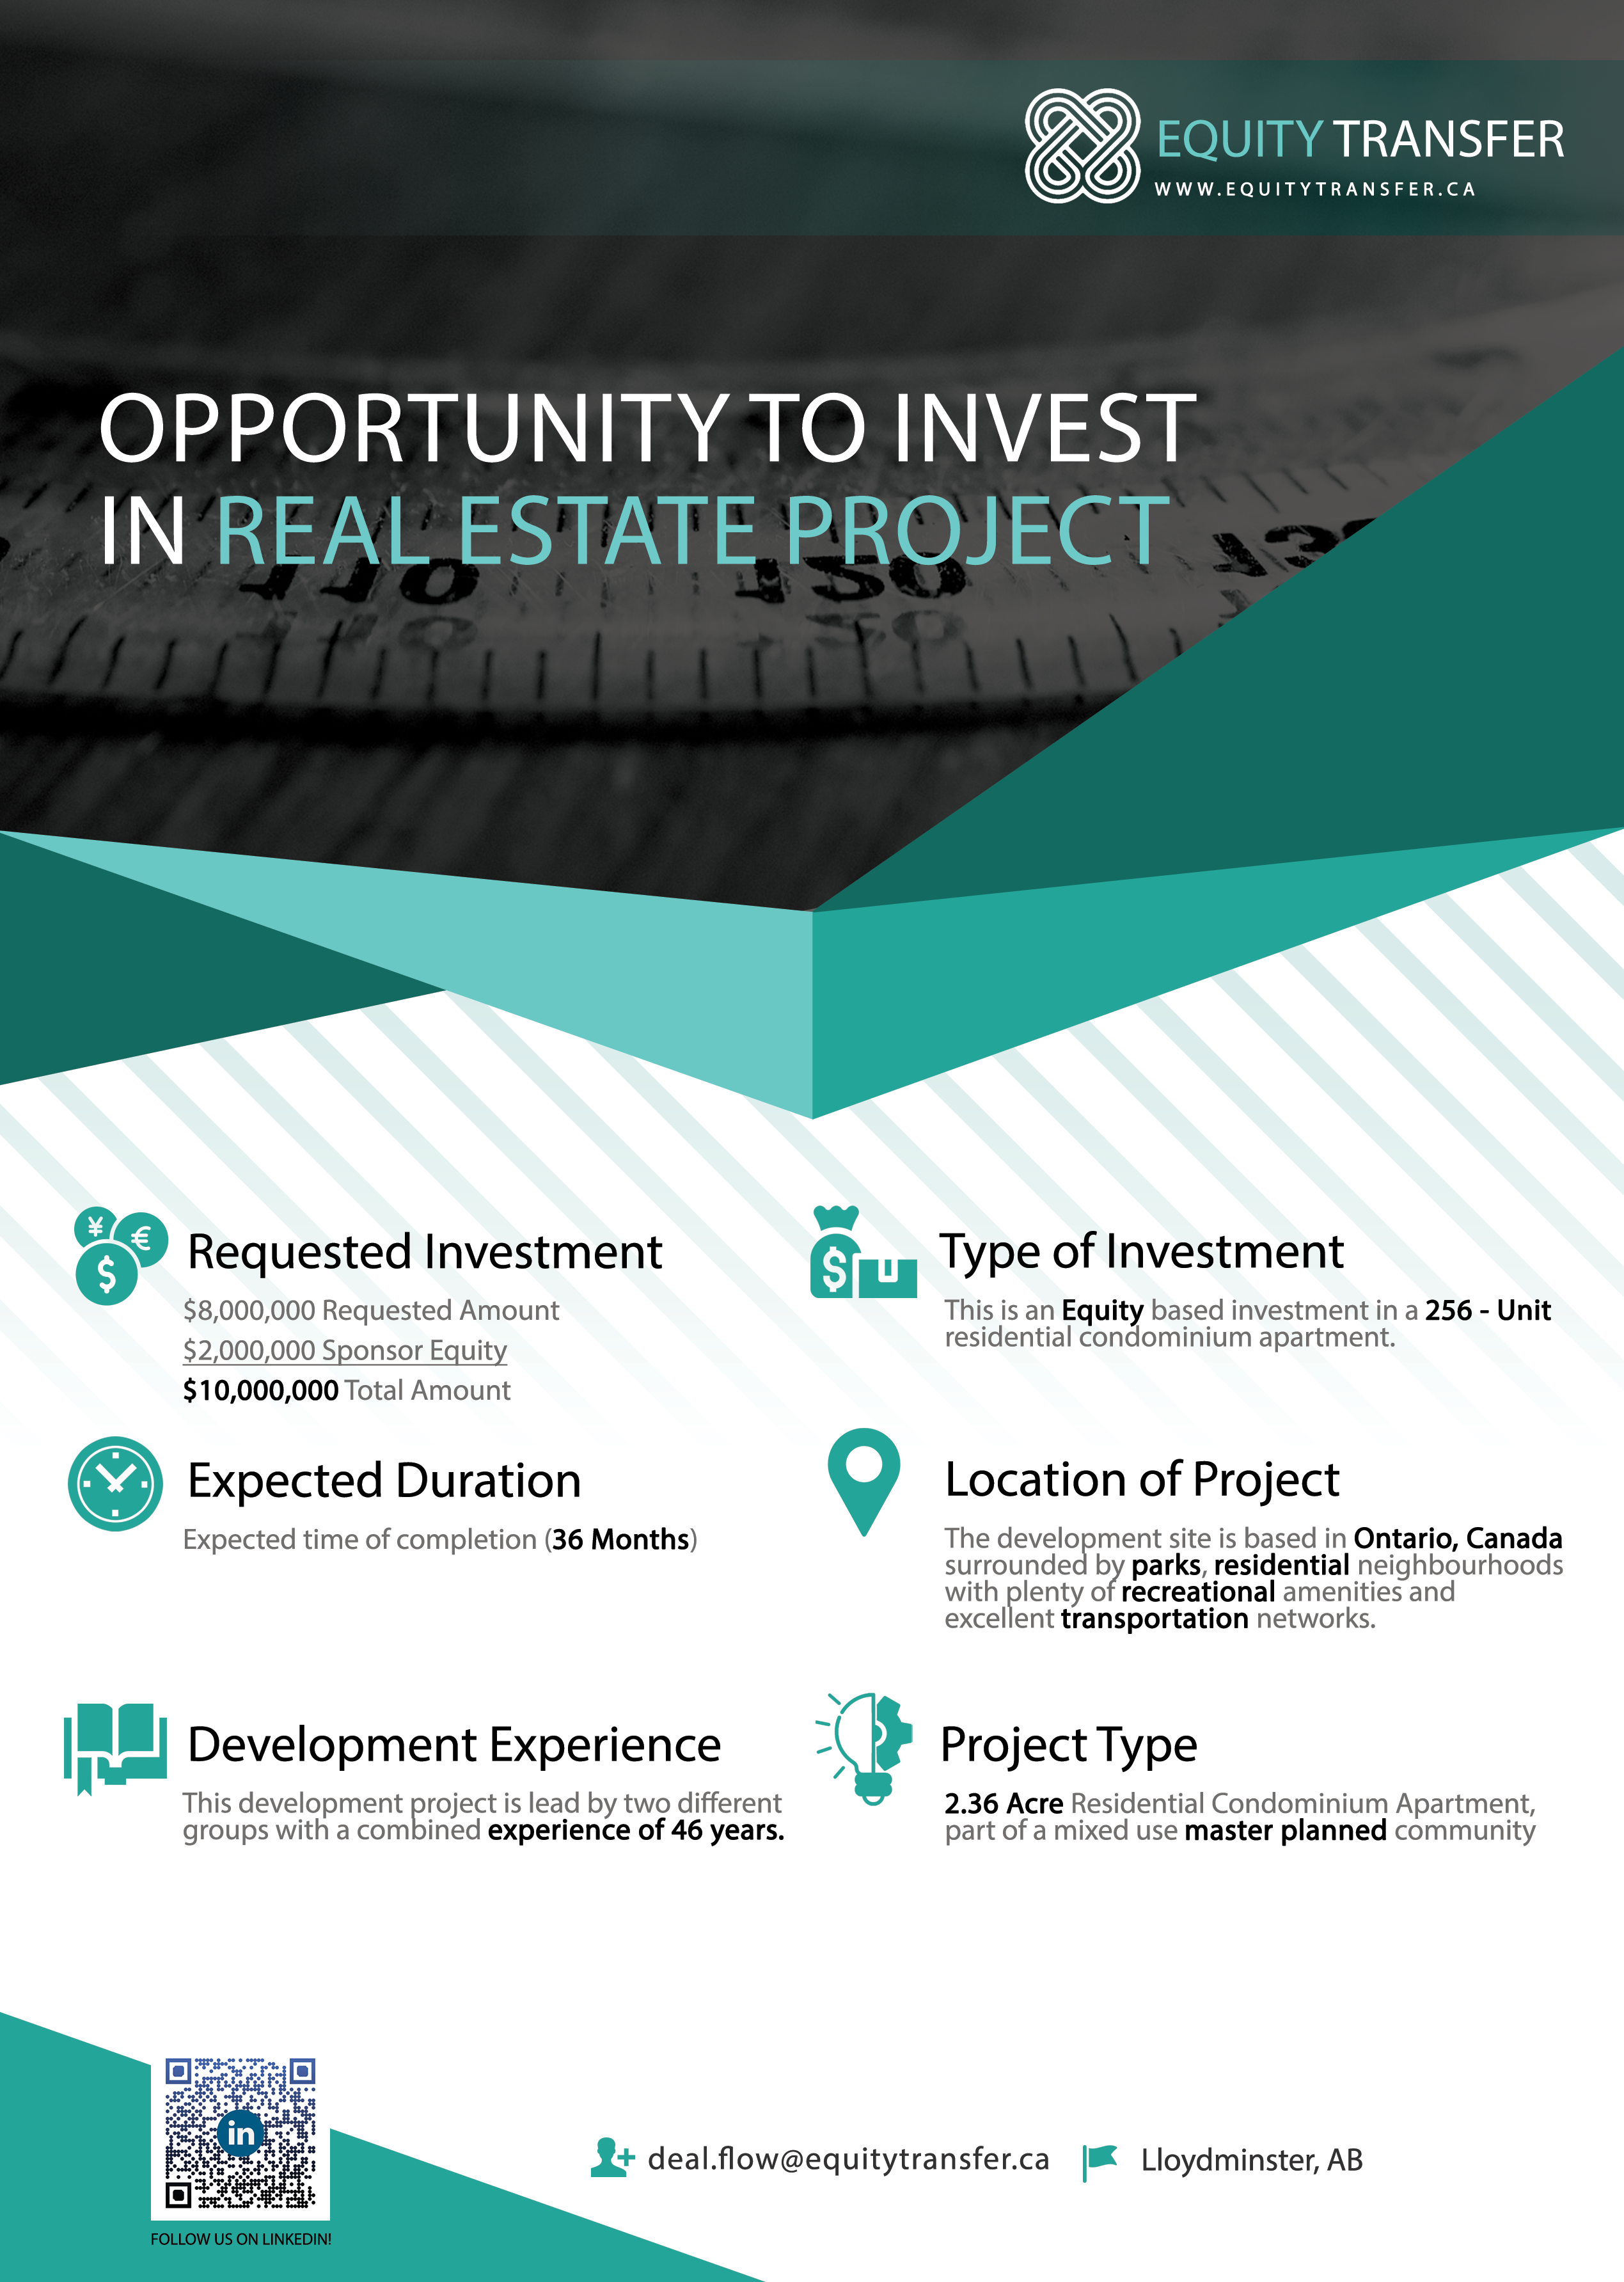 EQUITY TRANSFER
WWW.EQUITYTRANSFER.CA
OPPORTUNITY TO INVEST
IN REAL ESTATE PROJECT
110
120
13
Requested Investment
$8,000,000 Requested Amount
$2,000,000 Sponsor Equity
$10,000,000 Total Amount
Type of Investment
This is an Equity based investment in a 256 - Unit
residential condominium apartment.
Expected Duration
Expected time of completion (36 Months)
Location of Project
The development site is based in Ontario, Canada
surrounded by parks, residential neighbourhoods
with plenty of recreational amenities and
excellent transportation networks.
Development Experience
This development project is lead by two different
groups with a combined experience of 46 years.
Project Type
2.36 Acre Residential Condominium Apartment,
part of a mixed use master planned community
in
FOLLOW US ON LINKEDIN!
deal.flow@equitytransfer.ca
Lloydminster, AB